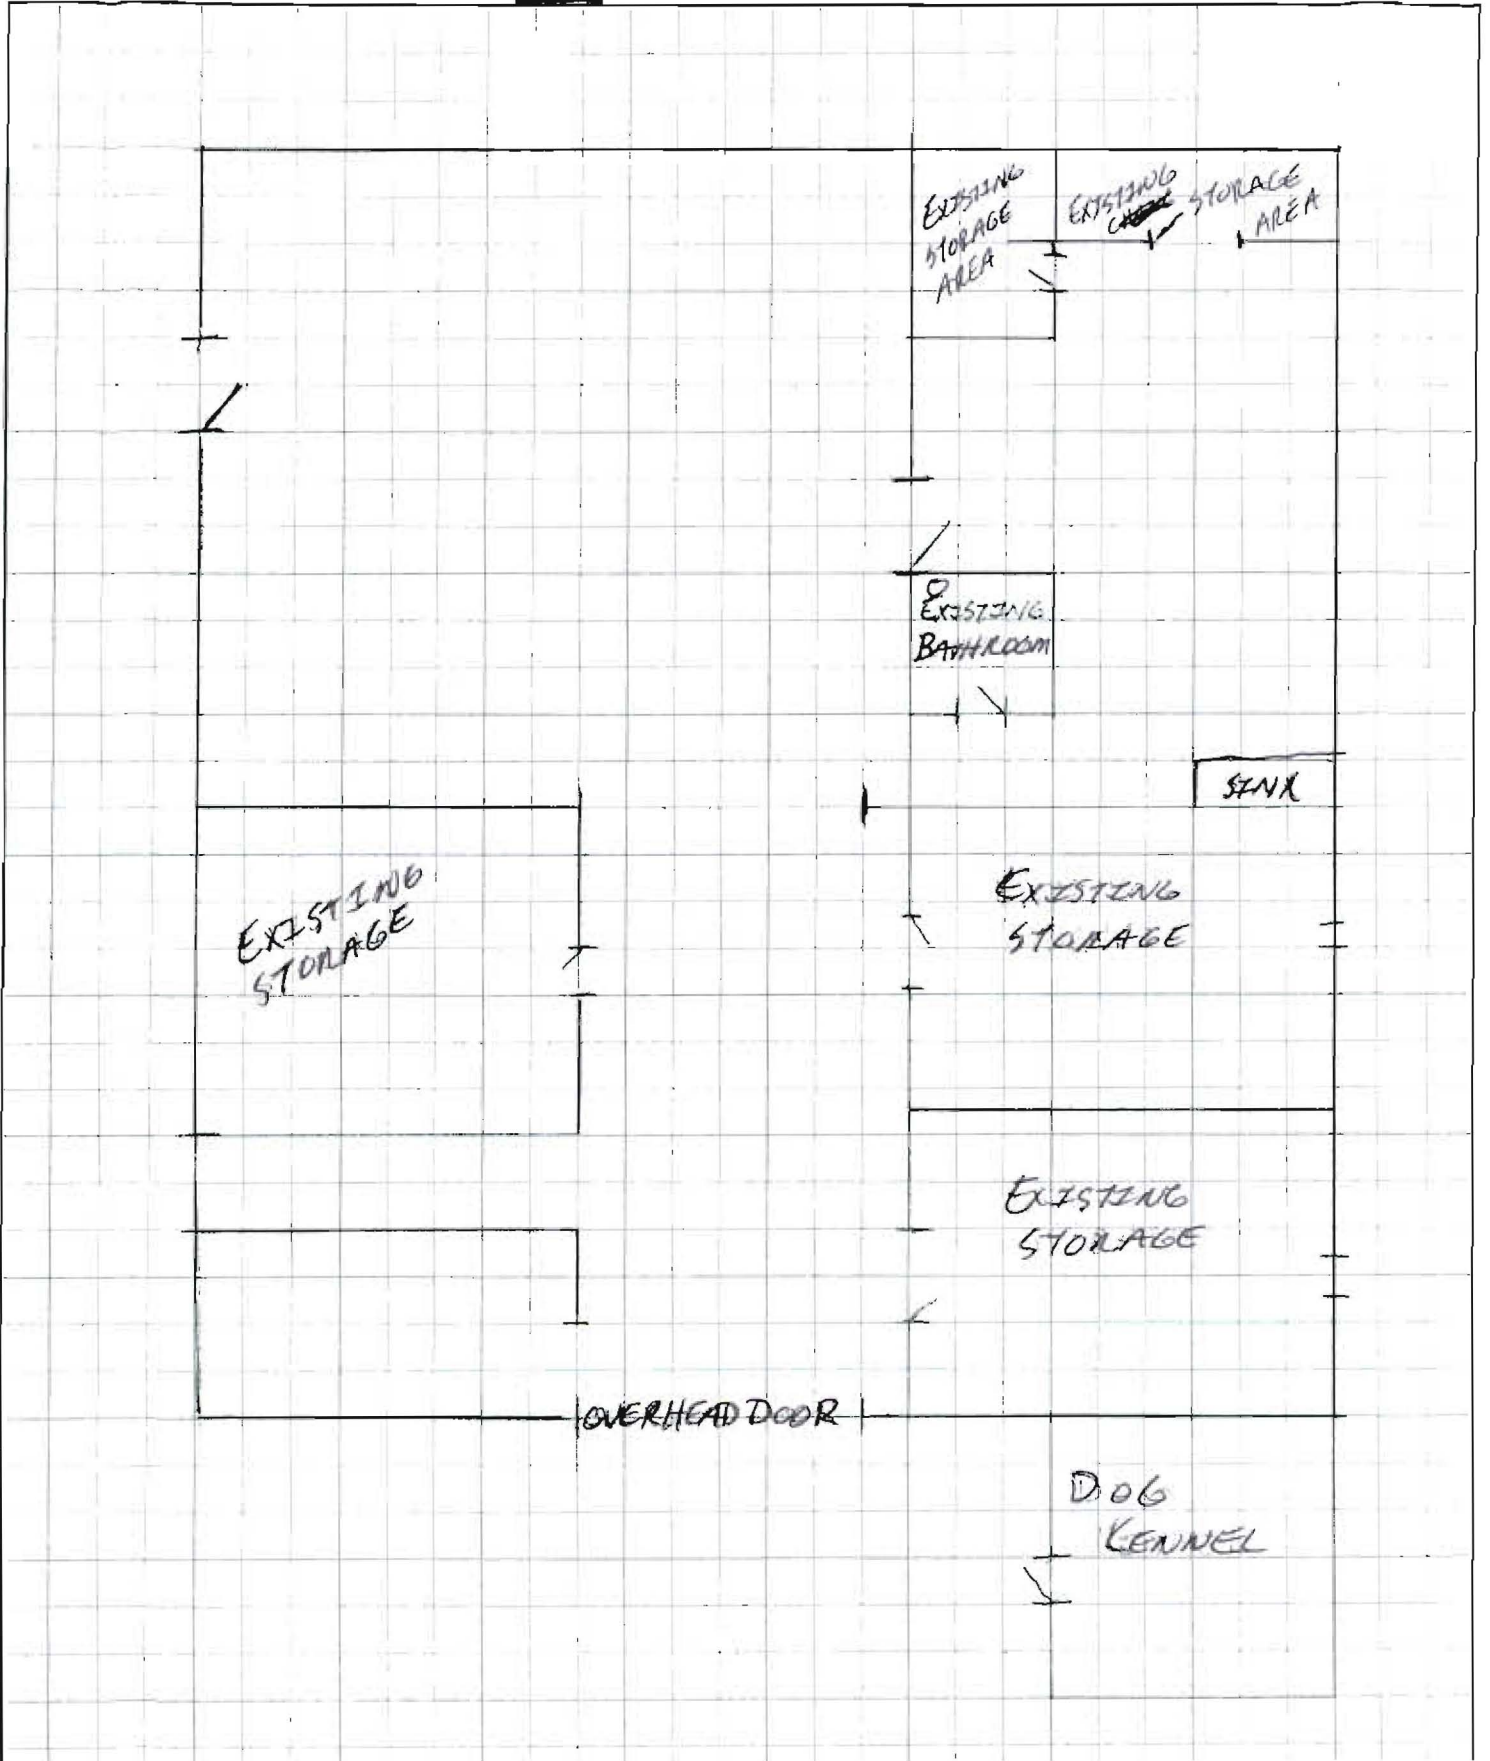 EXISTING
STORAGE
AREA
EXISTING
STORAGE
AREA
EXISTING
BATHROOM
SINK
EXISTING
STORAGE
EXISTING
STORAGE
EXISTING
STORAGE
OVERHEAD DOOR
DOG
KENNEL